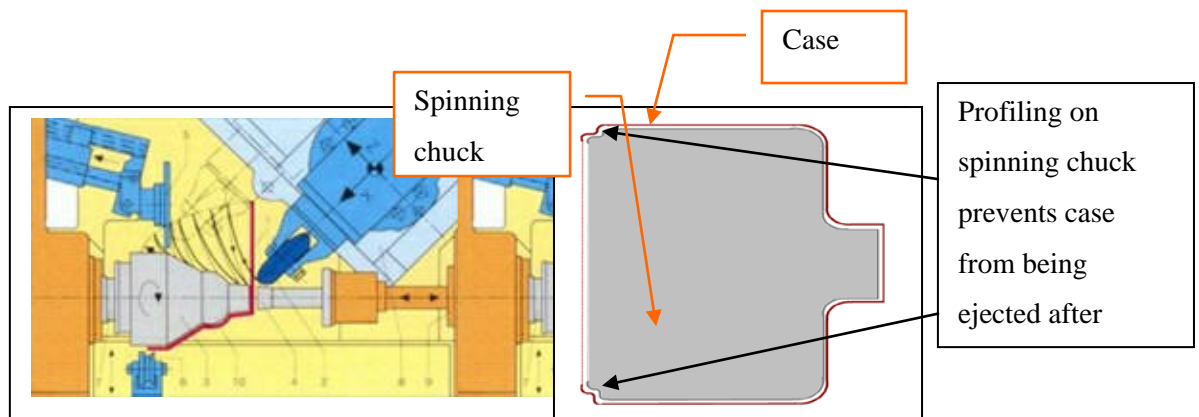 Case
Spinning
chuck
Profiling on
spinning chuck
prevents case
from being
ejected after